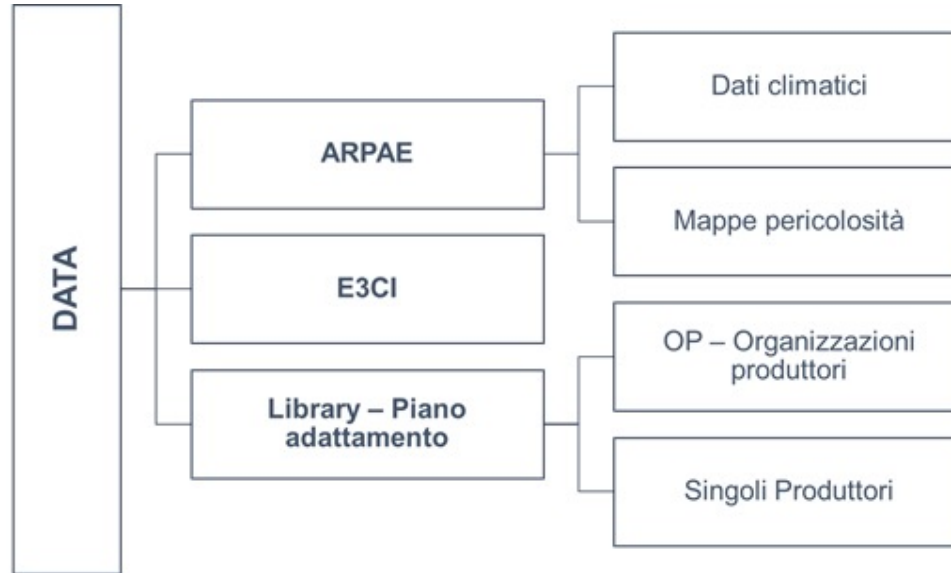 DATA
ARPAE
E3CI
Library – Piano
adattamento
Dati climatici
Mappe pericolosità
OP – Organizzazioni
produttori
Singoli Produttori